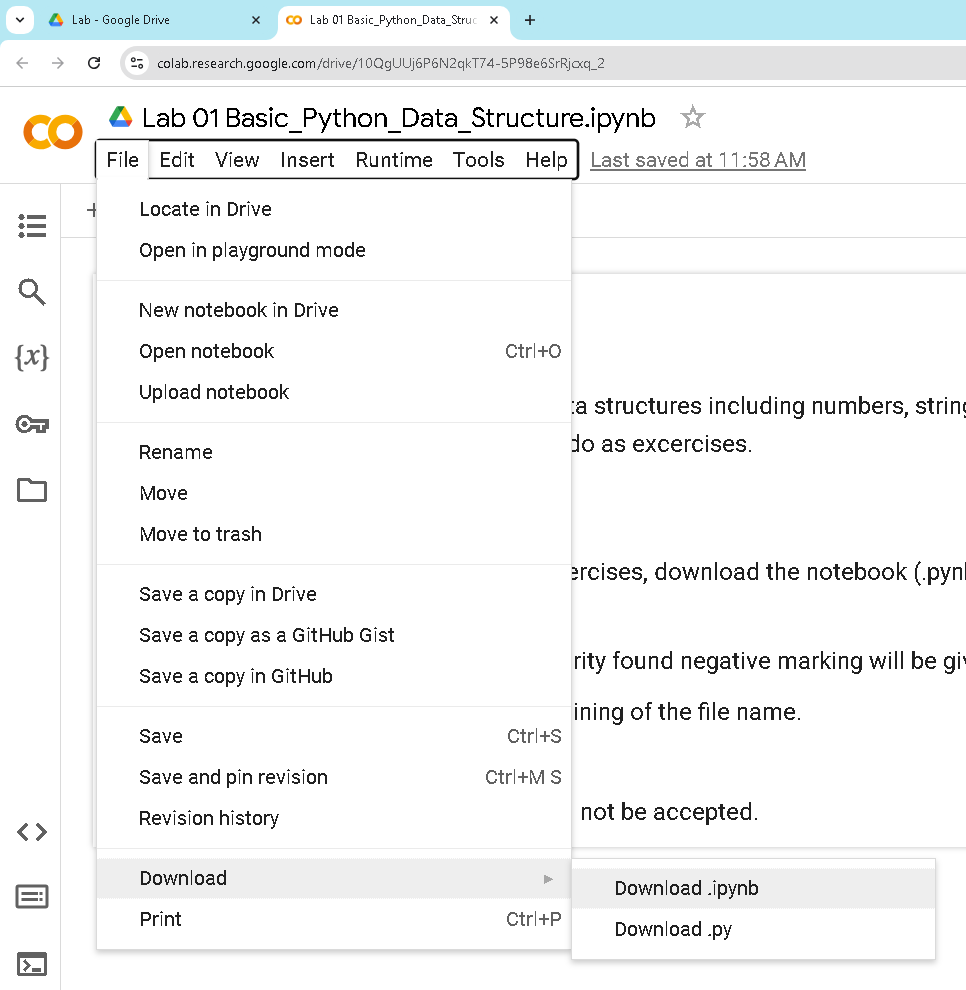 Lab - Google Drive
Lab 01 Basic_Python_Data_Struc
colab.research.google.com/drive/10QgUUj6P6N2qkT74-5P98e6SrRjcxq_2
Lab 01 Basic_Python_Data_Structure.ipynb
File Edit View Insert Runtime Tools Help Last saved at 11:58 AM
Locate in Drive
Open in playground mode
New notebook in Drive
Open notebook Ctrl+O
Upload notebook
ta structures including numbers, string
do as excercises.
Rename
Move
Move to trash
ercises, download the notebook (.pynb
Save a copy in Drive
Save a copy as a GitHub Gist
Save a copy in GitHub
rity found negative marking will be giv
ining of the file name.
Save Ctrl+S
Save and pin revision Ctrl+M S
Revision history
not be accepted.
Download
Download .ipynb
Print Ctrl+P
Download .py